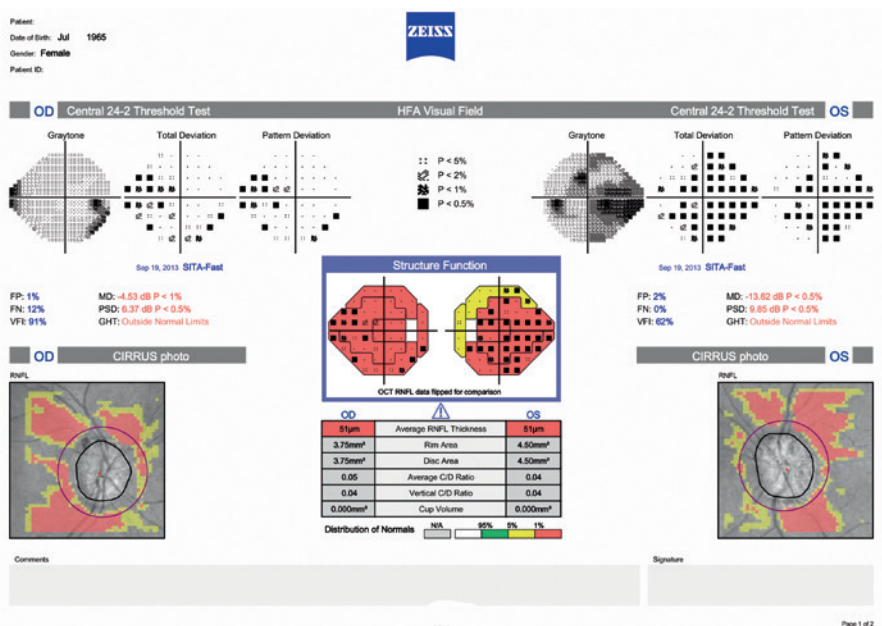 Patient:
Date of Birth: Jul 1965
Gender: Female
Patient ID:
ZEISS
OD Central 24-2 Threshold Test HFA Visual Field Central 24-2 Threshold Test OS
Graytone Total Deviation Pattern Deviation Graytone Total Deviation Pattern Deviation
P < 5%
P < 2%
P < 1%
P < 0.5%
Sep 19, 2013 SITA-Fast
Sep 19, 2013 SITA-Fast
FP: 1% MD: -4.53 dB P < 1%
FN: 12% PSD: 6.37 dB P < 0.5%
VFI: 91% GHT: Outside Normal Limits
Structure Function
OCT RNFL data flipped for comparison
FP: 2% MD: -13.62 dB P < 0.5%
FN: 0% PSD: 9.85 dB P < 0.5%
VFI: 62% GHT: Outside Normal Limits
OD CIRRUS photo
CIRRUS photo OS
RNFL
RNFL
OD OS
51µm Average RNFL Thickness 51µm
3.75mm² Rim Area 4.50mm²
3.75mm² Disc Area 4.50mm²
0.05 Average C/D Ratio 0.04
0.04 Vertical C/D Ratio 0.04
0.000mm³ Cup Volume 0.000mm³
Distribution of Normals N/A 95% 5% 1%
Comments
Signature
Page 1 of 2